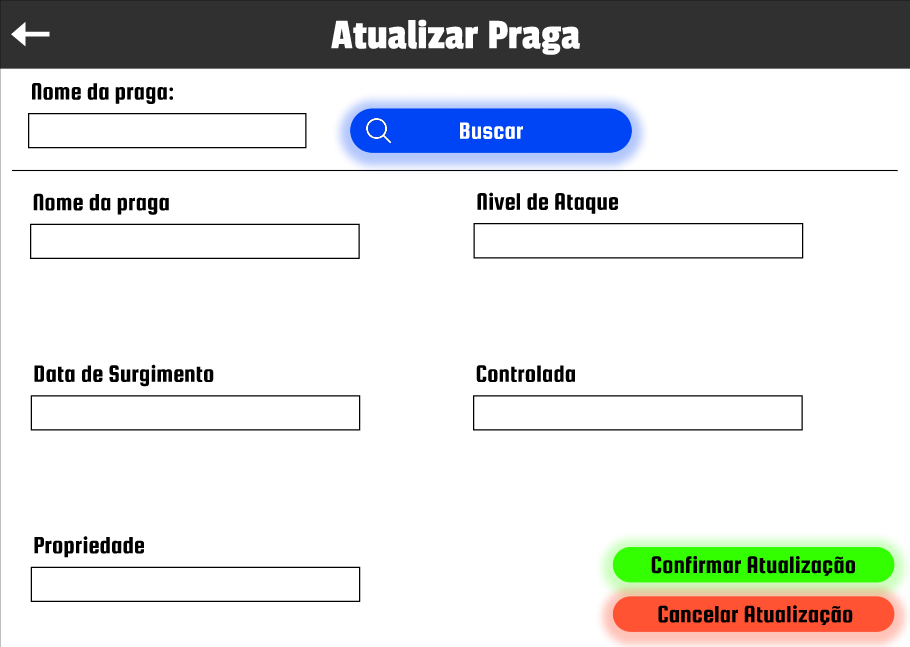 Atualizar Praga
Nome da praga:
Buscar
Nome da praga
Nivel de Ataque
Data de Surgimento
Controlada
Propriedade
Confirmar Atualização
Cancelar Atualização